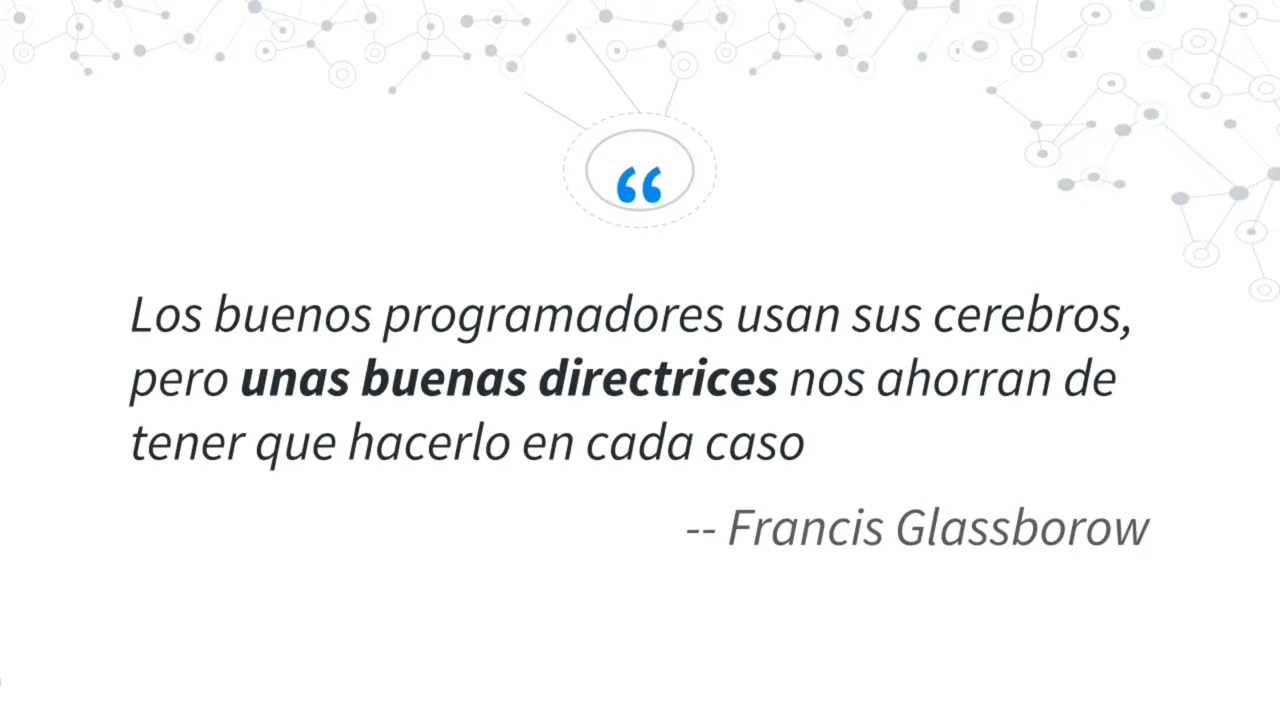 “
Los buenos programadores usan sus cerebros,
pero unas buenas directrices nos ahorran de
tener que hacerlo en cada caso
-- Francis Glassborow